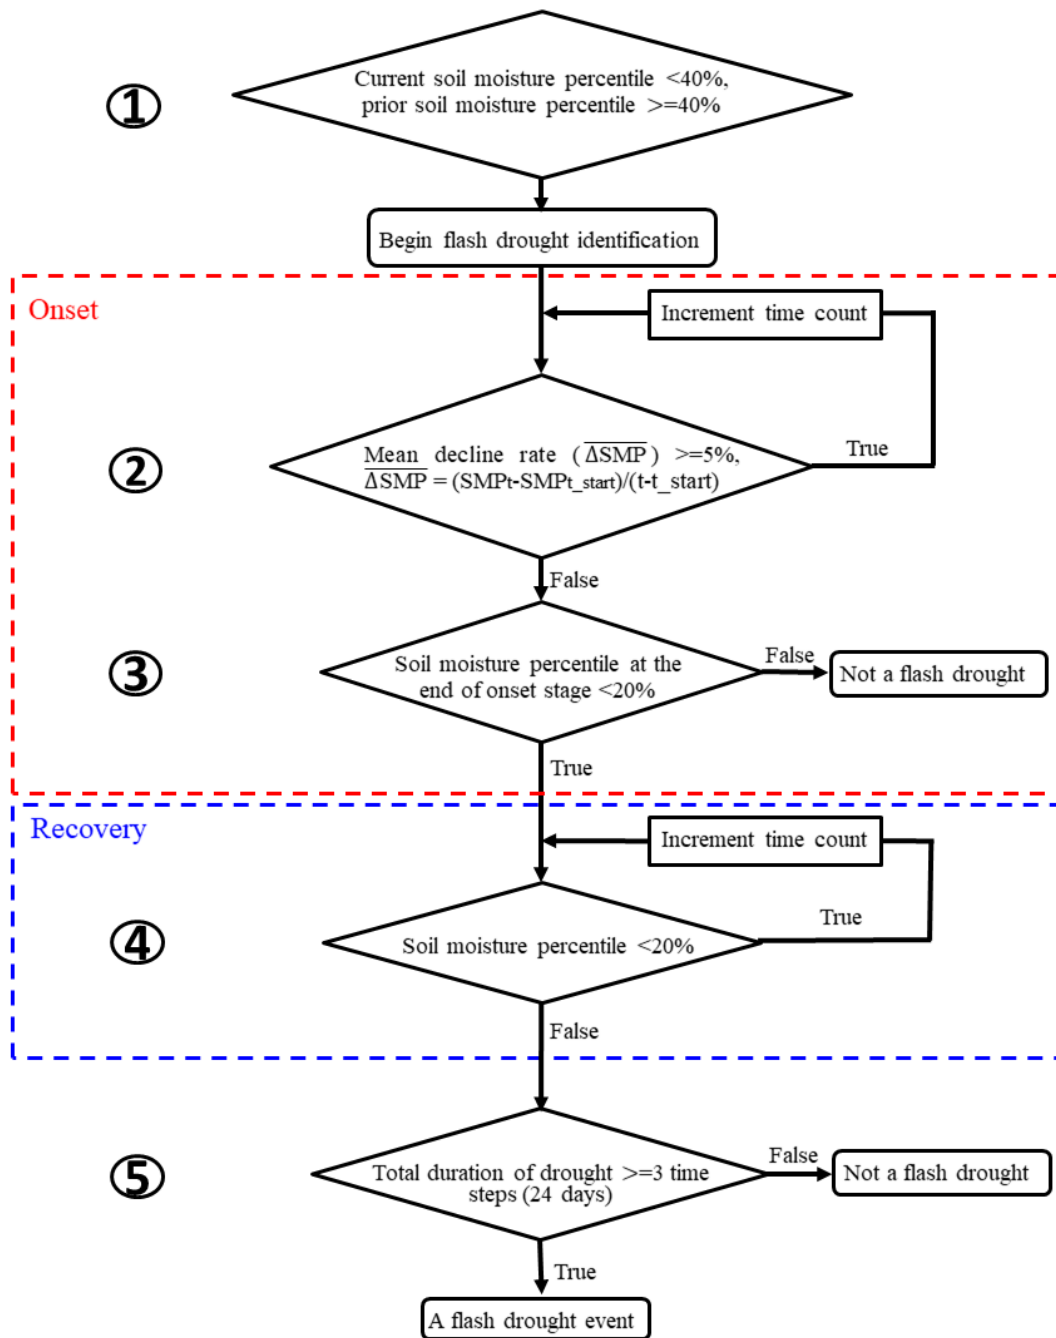 ①
Current soil moisture percentile <40%,
prior soil moisture percentile >=40%
Begin flash drought identification
Onset
Increment time count
②
Mean decline rate ( ΔSMP ) >=5%,
ΔSMP = (SMPt-SMPt_start)/(t-t_start)
True
False
③
Soil moisture percentile at the
end of onset stage <20%
False
Not a flash drought
True
Recovery
Increment time count
④
Soil moisture percentile <20%
True
False
⑤
Total duration of drought >=3 time
steps (24 days)
False
Not a flash drought
True
A flash drought event